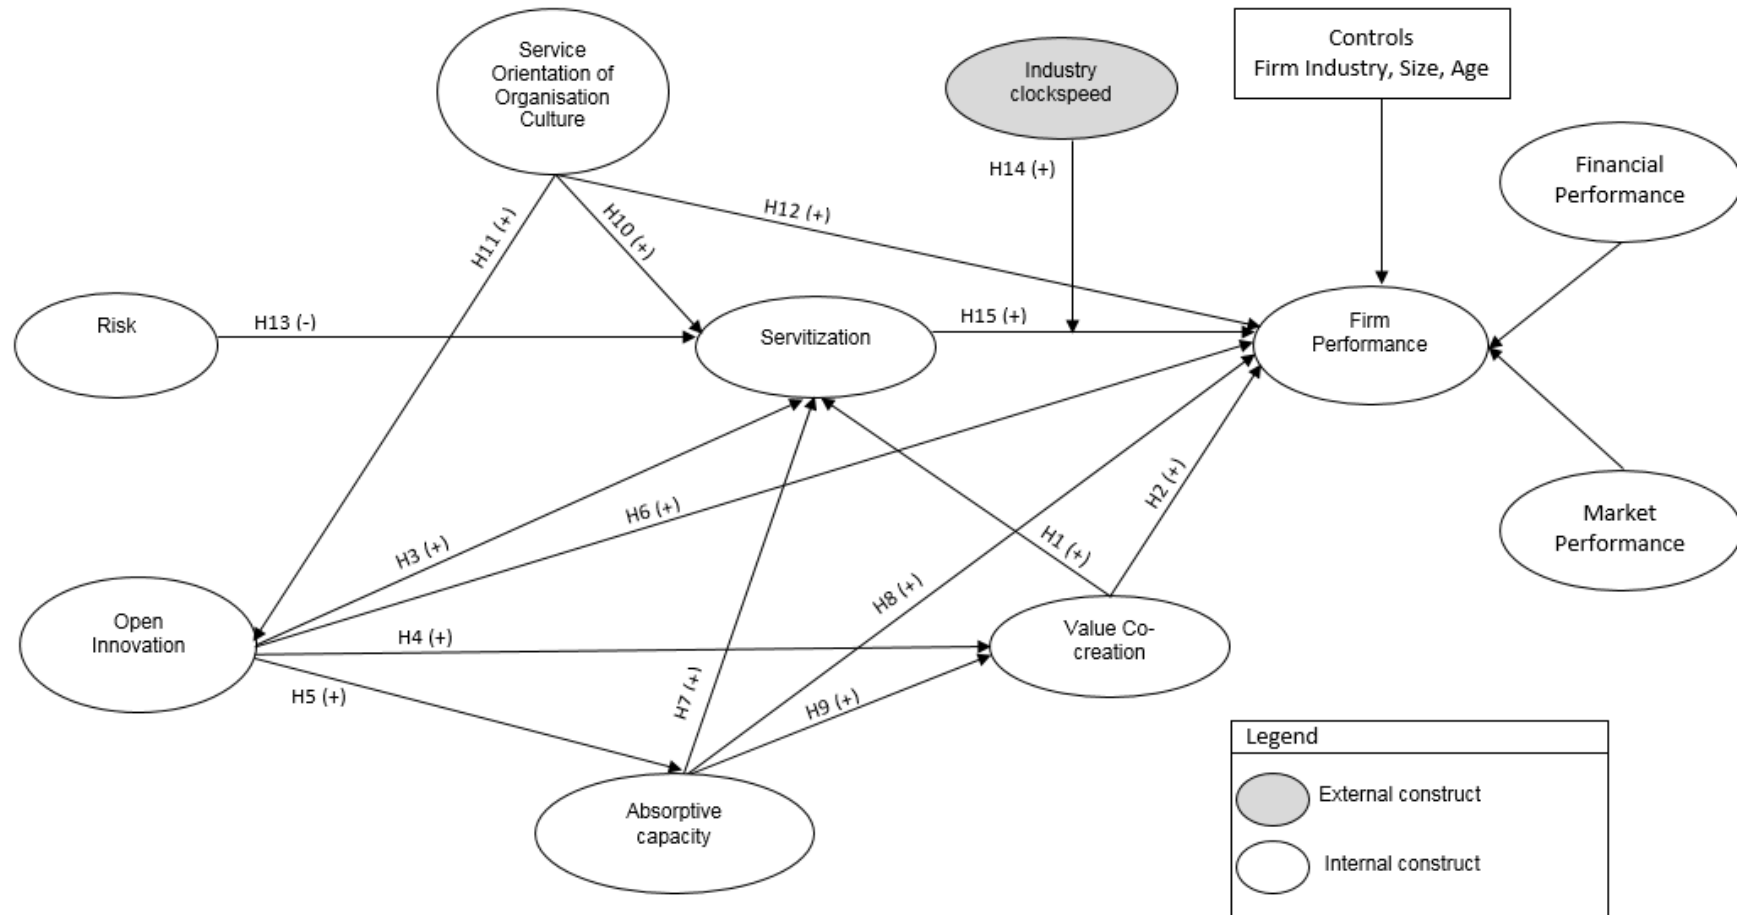 Service
Orientation of
Organisation
Culture
Industry
clockspeed
Controls
Firm Industry, Size, Age
H14 (+)
Financial
Performance
H11 (+)
H10 (+)
H12 (+)
Risk
H13 (-)
Servitization
H15 (+)
Firm
Performance
H3 (+)
H6 (+)
H1 (+)
H2 (+)
Market
Performance
H8 (+)
Open
Innovation
H4 (+)
Value Co-
creation
H5 (+)
H7 (+)
H9 (+)
Absorptive
capacity
Legend
External construct
Internal construct